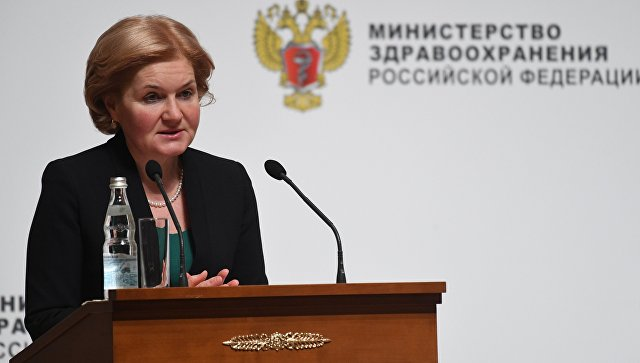 МИНИСТЕРСТВО
ЗДРАВООХРАНЕНИЯ
РОССИЙСКОЙ ФЕДЕРАЦИИ